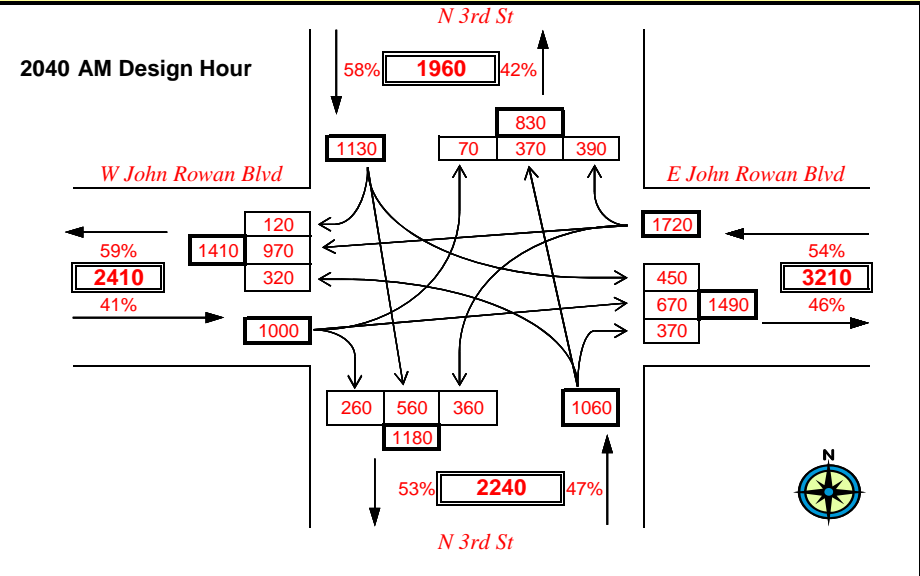 N 3rd St
2040 AM Design Hour
58% 1960 42%
830
1130 70 370 390
W John Rowan Blvd E John Rowan Blvd
120 1720
59% 1410 970 54%
2410 320 450 3210
41% 670 1490 46%
1000 370
260 560 360 1060
1180
53% 2240 47%
N
N 3rd St